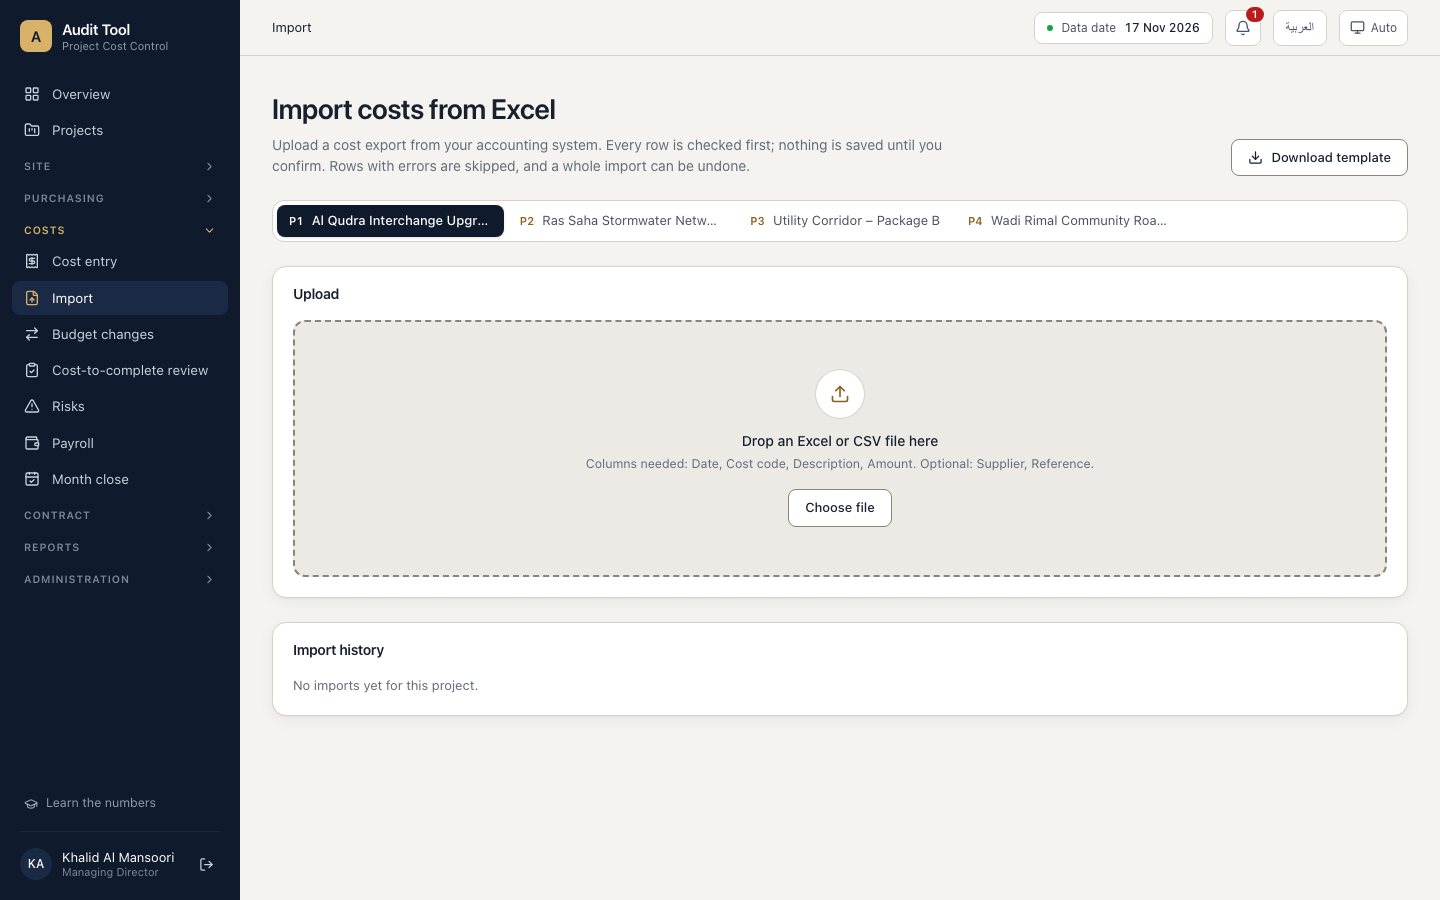 A
Audit Tool
Project Cost Control
Overview
Projects
SITE
PURCHASING
COSTS
Cost entry
Import
Budget changes
Cost-to-complete review
Risks
Payroll
Month close
CONTRACT
REPORTS
ADMINISTRATION
Learn the numbers
KA
Khalid Al Mansoori
Managing Director
Import
Data date 17 Nov 2026
1
العربية
Auto
Import costs from Excel
Upload a cost export from your accounting system. Every row is checked first; nothing is saved until you
confirm. Rows with errors are skipped, and a whole import can be undone.
Download template
P1 Al Qudra Interchange Upgr...
P2 Ras Saha Stormwater Netw...
P3 Utility Corridor – Package B
P4 Wadi Rimal Community Roa...
Upload
Drop an Excel or CSV file here
Columns needed: Date, Cost code, Description, Amount. Optional: Supplier, Reference.
Choose file
Import history
No imports yet for this project.